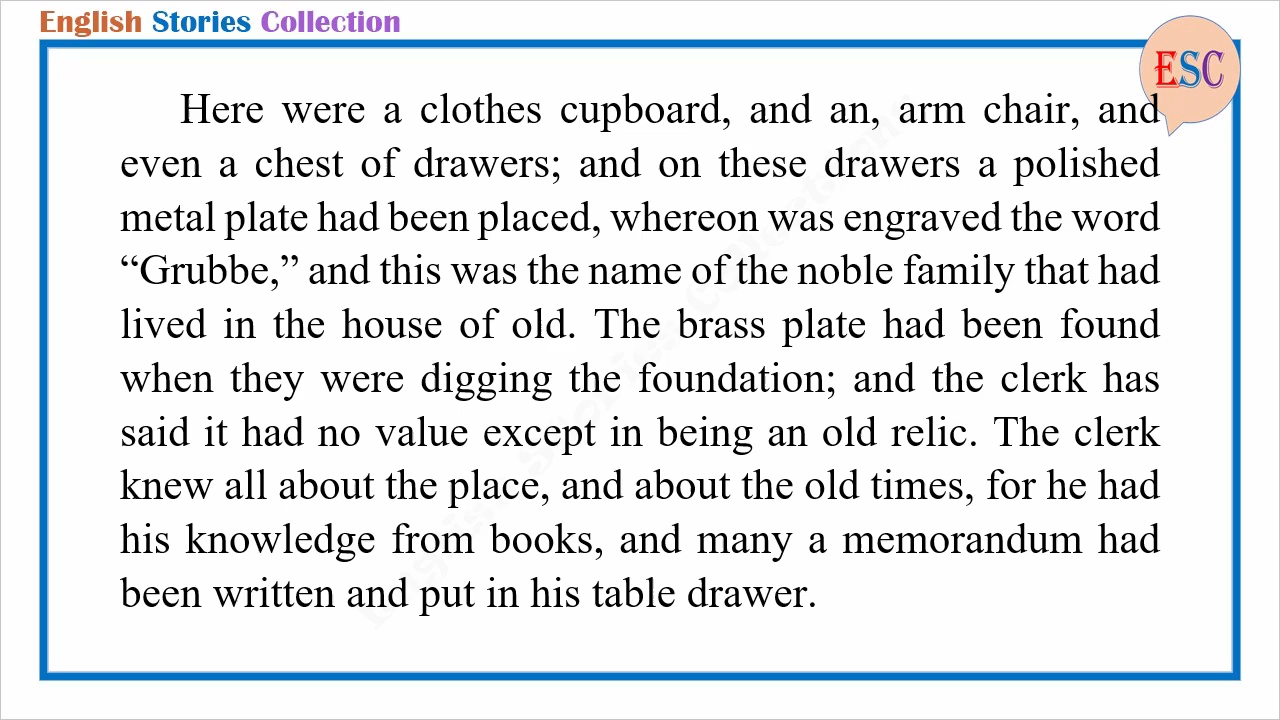 English Stories Collection
ESC
Here were a clothes cupboard, and an, arm chair, and
even a chest of drawers; and on these drawers a polished
metal plate had been placed, whereon was engraved the word
“Grubbe,” and this was the name of the noble family that had
lived in the house of old. The brass plate had been found
when they were digging the foundation; and the clerk has
said it had no value except in being an old relic. The clerk
knew all about the place, and about the old times, for he had
his knowledge from books, and many a memorandum had
been written and put in his table drawer.